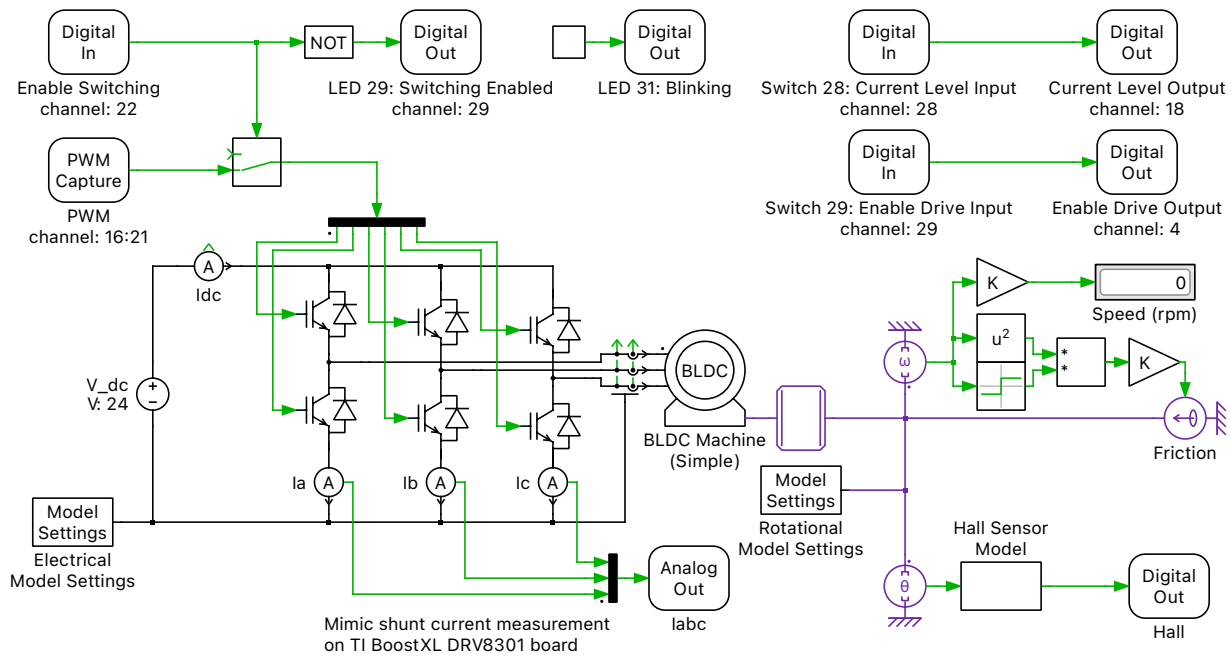 Digital
In
Enable Switching
channel: 22
NOT
Digital
Out
LED 29: Switching Enabled
channel: 29
Digital
Out
LED 31: Blinking
Digital
In
Switch 28: Current Level Input
channel: 28
Digital
Out
Current Level Output
channel: 18
PWM
Capture
PWM
channel: 16:21
Digital
In
Switch 29: Enable Drive Input
channel: 29
Digital
Out
Enable Drive Output
channel: 4
A
Idc
K
0
Speed (rpm)
u²
*
*
K
ω
V_dc
V: 24
BLDC
BLDC Machine
(Simple)
Friction
Ia
A
Ib
A
Ic
A
Model
Settings
Electrical
Model Settings
Model
Settings
Rotational
Model Settings
Hall Sensor
Model
θ
Analog
Out
Iabc
Digital
Out
Hall
Mimic shunt current measurement
on TI BoostXL DRV8301 board